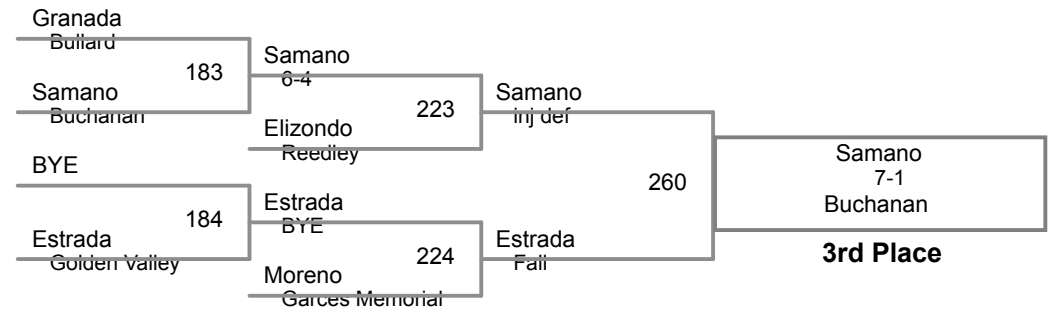 Granada
Bullard
183
Samano
Buchanan
BYE
184
Estrada
Golden Valley
Samano
6-4
223
Elizondo
Reedley
Estrada
BYE
224
Moreno
Garces Memorial
Samano
inj def
260
Estrada
Fall
Samano
7-1
Buchanan
3rd Place